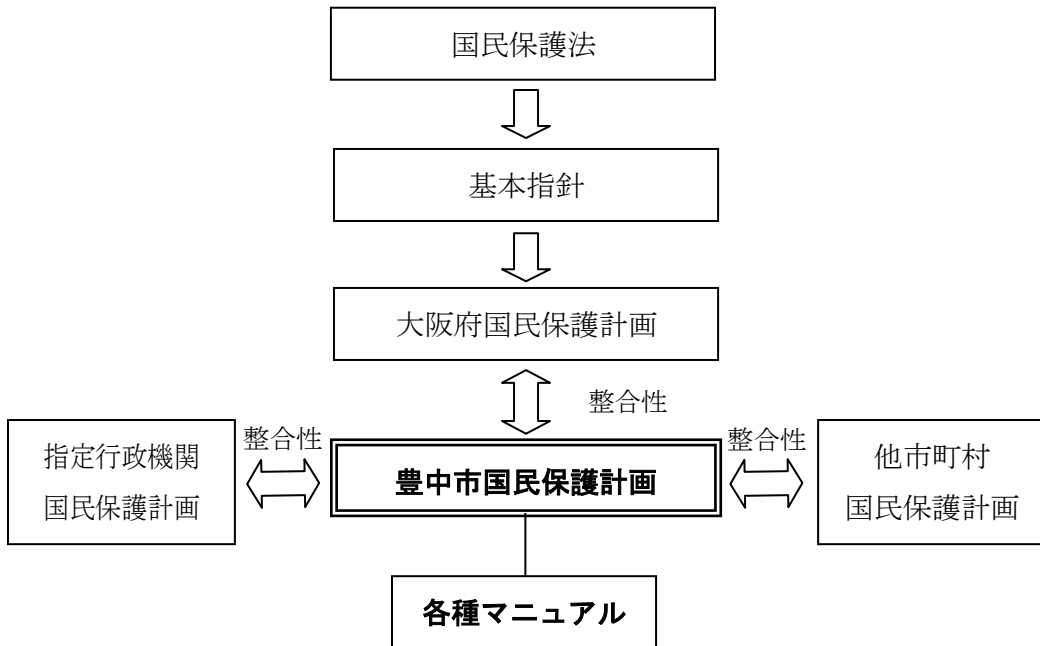 国民保護法
基本指針
大阪府国民保護計画
整合性
指定行政機関
国民保護計画
整合性
豊中市国民保護計画
整合性
他市町村
国民保護計画
各種マニュアル